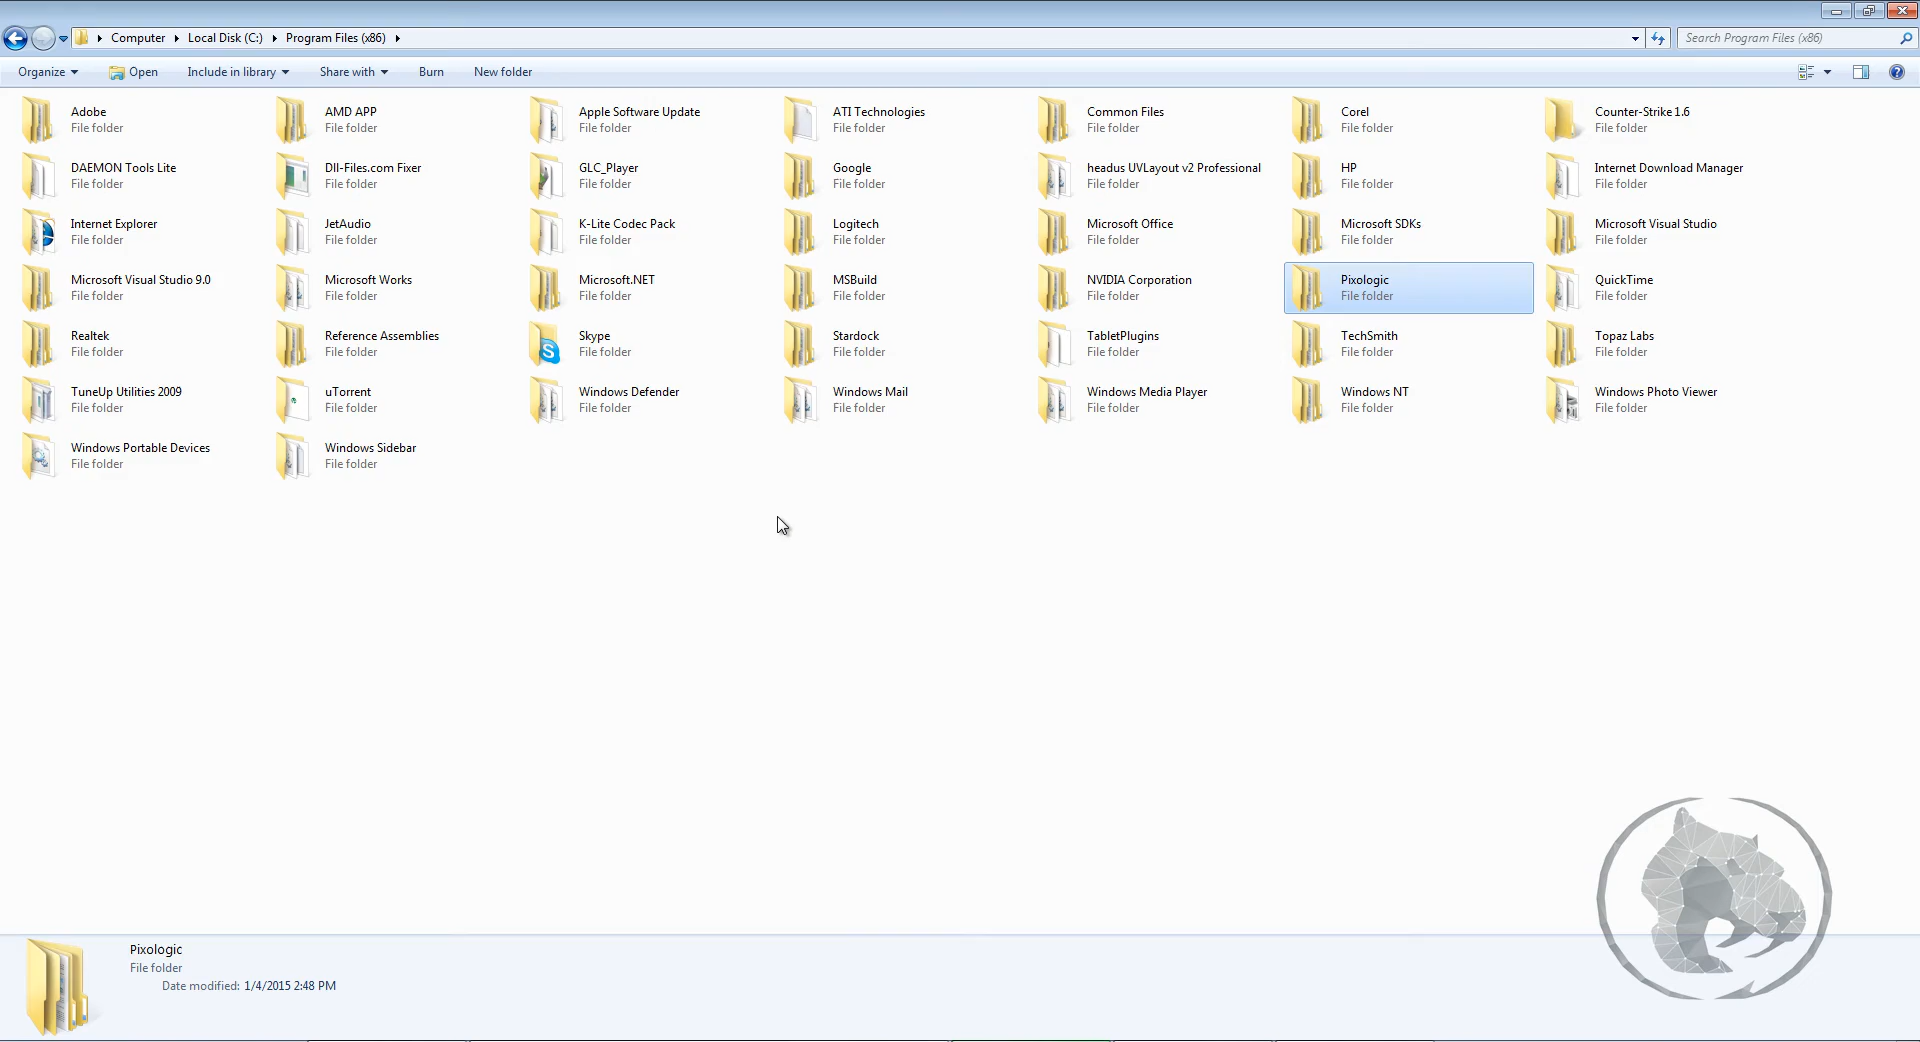 Computer Local Disk (C:) Program Files (x86) Search Program Files (x86)
Organize Open Include in library Share with Burn New folder
Adobe
File folder
AMD APP
File folder
Apple Software Update
File folder
ATI Technologies
File folder
Common Files
File folder
Corel
File folder
Counter-Strike 1.6
File folder
DAEMON Tools Lite
File folder
Dll-Files.com Fixer
File folder
GLC_Player
File folder
Google
File folder
headus UVLayout v2 Professional
File folder
HP
File folder
Internet Download Manager
File folder
Internet Explorer
File folder
JetAudio
File folder
K-Lite Codec Pack
File folder
Logitech
File folder
Microsoft Office
File folder
Microsoft SDKs
File folder
Microsoft Visual Studio
File folder
Microsoft Visual Studio 9.0
File folder
Microsoft Works
File folder
Microsoft.NET
File folder
MSBuild
File folder
NVIDIA Corporation
File folder
Pixologic
File folder
QuickTime
File folder
Realtek
File folder
Reference Assemblies
File folder
Skype
File folder
Stardock
File folder
TabletPlugins
File folder
TechSmith
File folder
Topaz Labs
File folder
TuneUp Utilities 2009
File folder
uTorrent
File folder
Windows Defender
File folder
Windows Mail
File folder
Windows Media Player
File folder
Windows NT
File folder
Windows Photo Viewer
File folder
Windows Portable Devices
File folder
Windows Sidebar
File folder
Pixologic
File folder
Date modified: 1/4/2015 2:48 PM